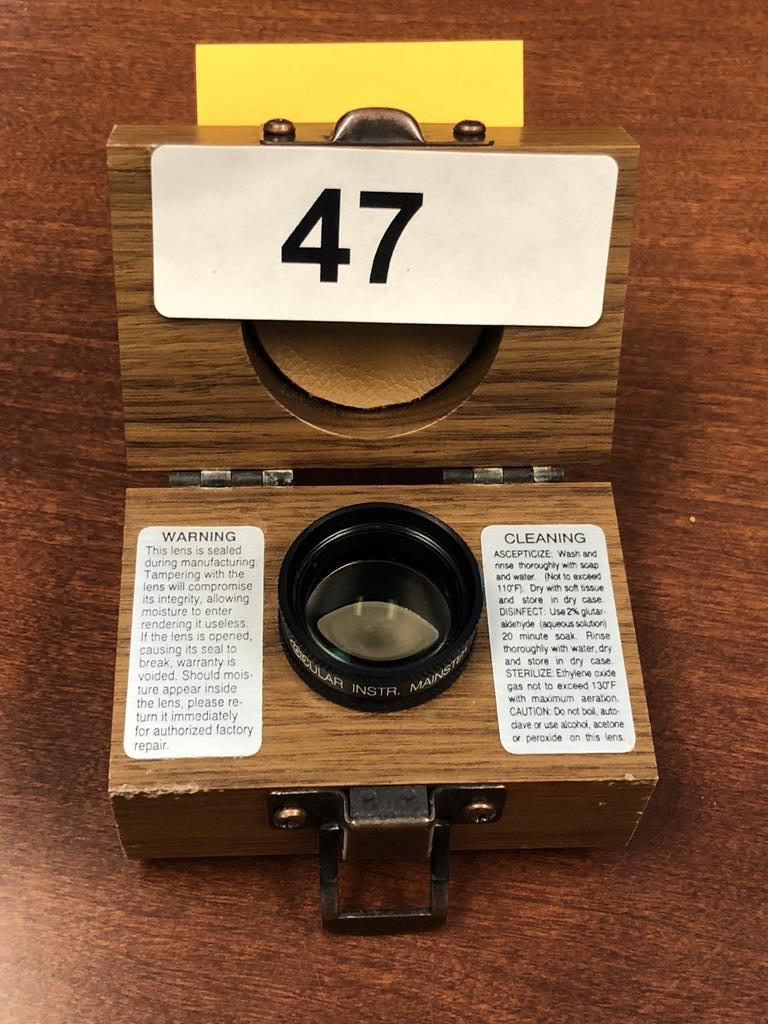 47
WARNING
This lens is sealed
during manufacturing.
Tampering with the
lens will compromise
its integrity, allowing
moisture to enter
rendering it useless.
If the lens is opened,
causing its seal to
break, warranty is
voided. Should mois-
ture appear inside
the lens, please re-
turn it immediately
for authorized factory
repair.
OCULAR INSTR. MAINSTE
CLEANING
ASCEPTICIZE: Wash and
rinse thoroughly with soap
and water. (Not to exceed
110°F). Dry with soft tissue
and store in dry case.
DISINFECT: Use 2% glutar-
aldehyde (aqueous solution)
20 minute soak. Rinse
thoroughly with water, dry
and store in dry case.
STERILIZE: Ethylene oxide
gas not to exceed 130°F
with maximum aeration.
CAUTION: Do not boil, auto-
clave or use alcohol, acetone
or peroxide on this lens.